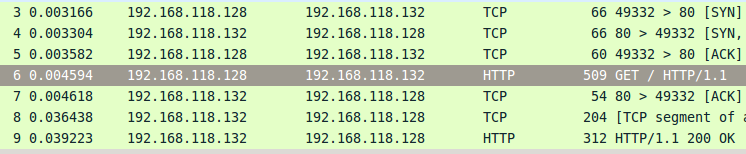 3 0.003166 192.168.118.128 192.168.118.132 TCP 66 49332 > 80 [SYN]
4 0.003304 192.168.118.132 192.168.118.128 TCP 66 80 > 49332 [SYN,
5 0.003582 192.168.118.128 192.168.118.132 TCP 60 49332 > 80 [ACK]
6 0.004594 192.168.118.128 192.168.118.132 HTTP 509 GET / HTTP/1.1
7 0.004618 192.168.118.132 192.168.118.128 TCP 54 80 > 49332 [ACK]
8 0.036438 192.168.118.132 192.168.118.128 TCP 204 [TCP segment of a
9 0.039223 192.168.118.132 192.168.118.128 HTTP 312 HTTP/1.1 200 OK